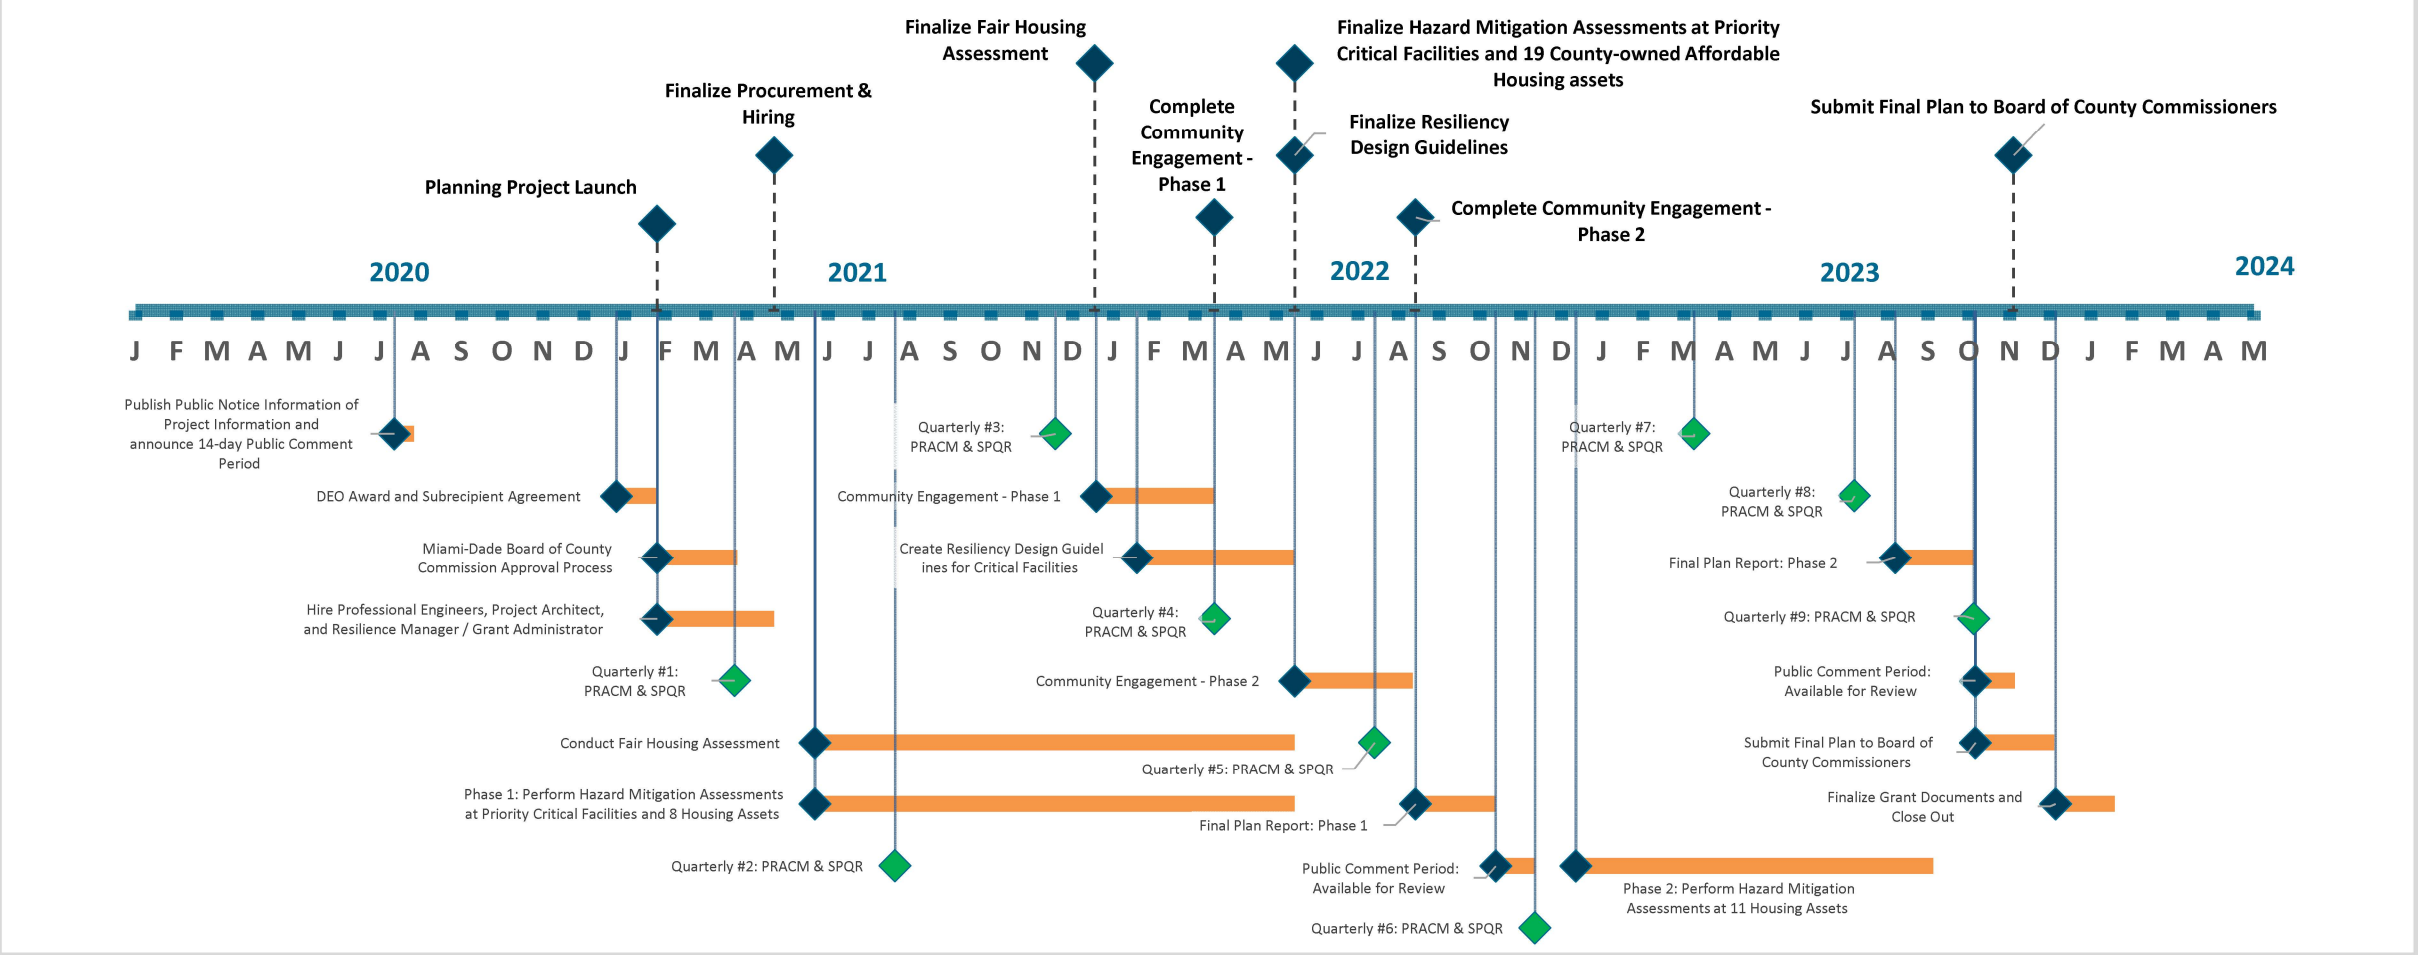 Finalize Fair Housing
Assessment
Finalize Hazard Mitigation Assessments at Priority
Critical Facilities and 19 County-owned Affordable
Housing assets
Finalize Procurement &
Hiring
Complete
Community
Engagement -
Phase 1
Finalize Resiliency
Design Guidelines
Submit Final Plan to Board of County Commissioners
Planning Project Launch
Complete Community Engagement -
Phase 2
2020 2021 2022 2023 2024
J F M A M J J A S O N D J F M A M J J A S O N D J F M A M J J A S O N D J F M A M J J A S O N D J F M A M
Publish Public Notice Information of
Project Information and
announce 14-day Public Comment
Period
DEO Award and Subrecipient Agreement
Miami-Dade Board of County
Commission Approval Process
Hire Professional Engineers, Project Architect,
and Resilience Manager / Grant Administrator
Quarterly #1:
PRACM & SPQR
Conduct Fair Housing Assessment
Phase 1: Perform Hazard Mitigation Assessments
at Priority Critical Facilities and 8 Housing Assets
Quarterly #2: PRACM & SPQR
Quarterly #3:
PRACM & SPQR
Community Engagement - Phase 1
Create Resiliency Design Guidel
ines for Critical Facilities
Quarterly #4:
PRACM & SPQR
Community Engagement - Phase 2
Quarterly #5: PRACM & SPQR
Final Plan Report: Phase 1
Public Comment Period:
Available for Review
Quarterly #6: PRACM & SPQR
Quarterly #7:
PRACM & SPQR
Phase 2: Perform Hazard Mitigation
Assessments at 11 Housing Assets
Quarterly #8:
PRACM & SPQR
Final Plan Report: Phase 2
Quarterly #9: PRACM & SPQR
Public Comment Period:
Available for Review
Submit Final Plan to Board of
County Commissioners
Finalize Grant Documents and
Close Out